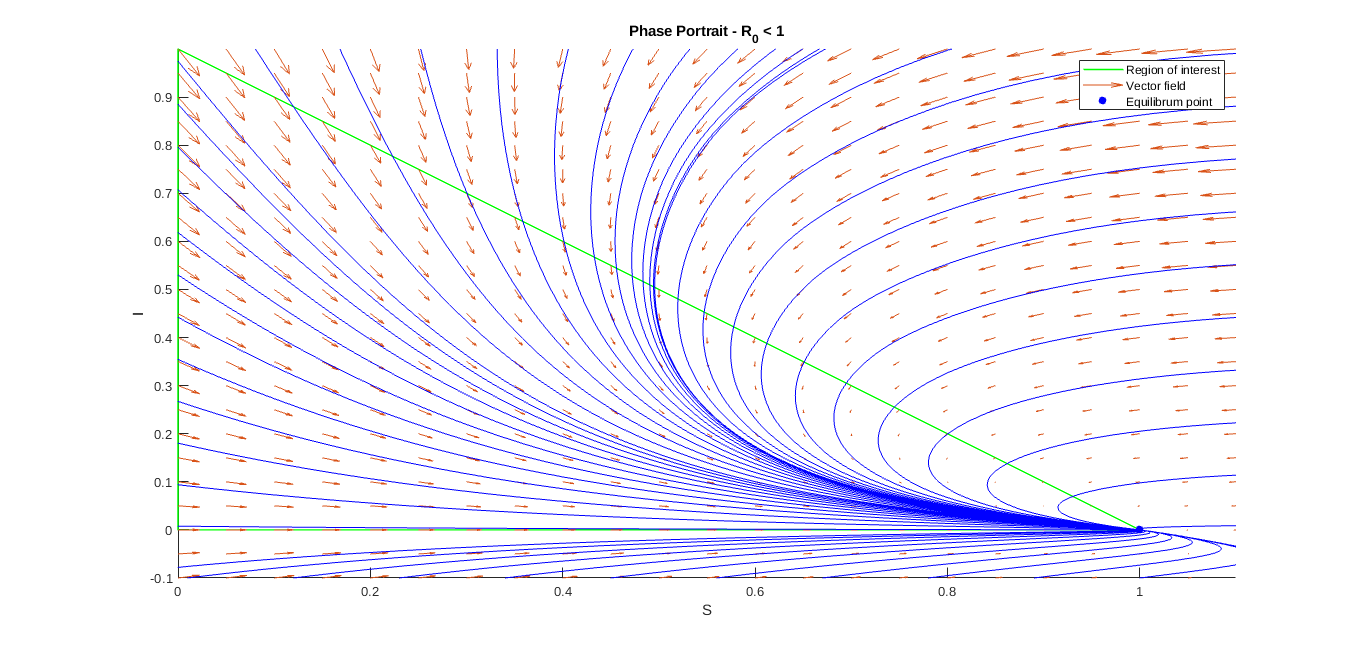 Phase Portrait - R0 < 1
Region of interest
Vector field
Equilibrum point
I
0.9
0.8
0.7
0.6
0.5
0.4
0.3
0.2
0.1
0
-0.1
0 0.2 0.4 0.6 0.8 1
S